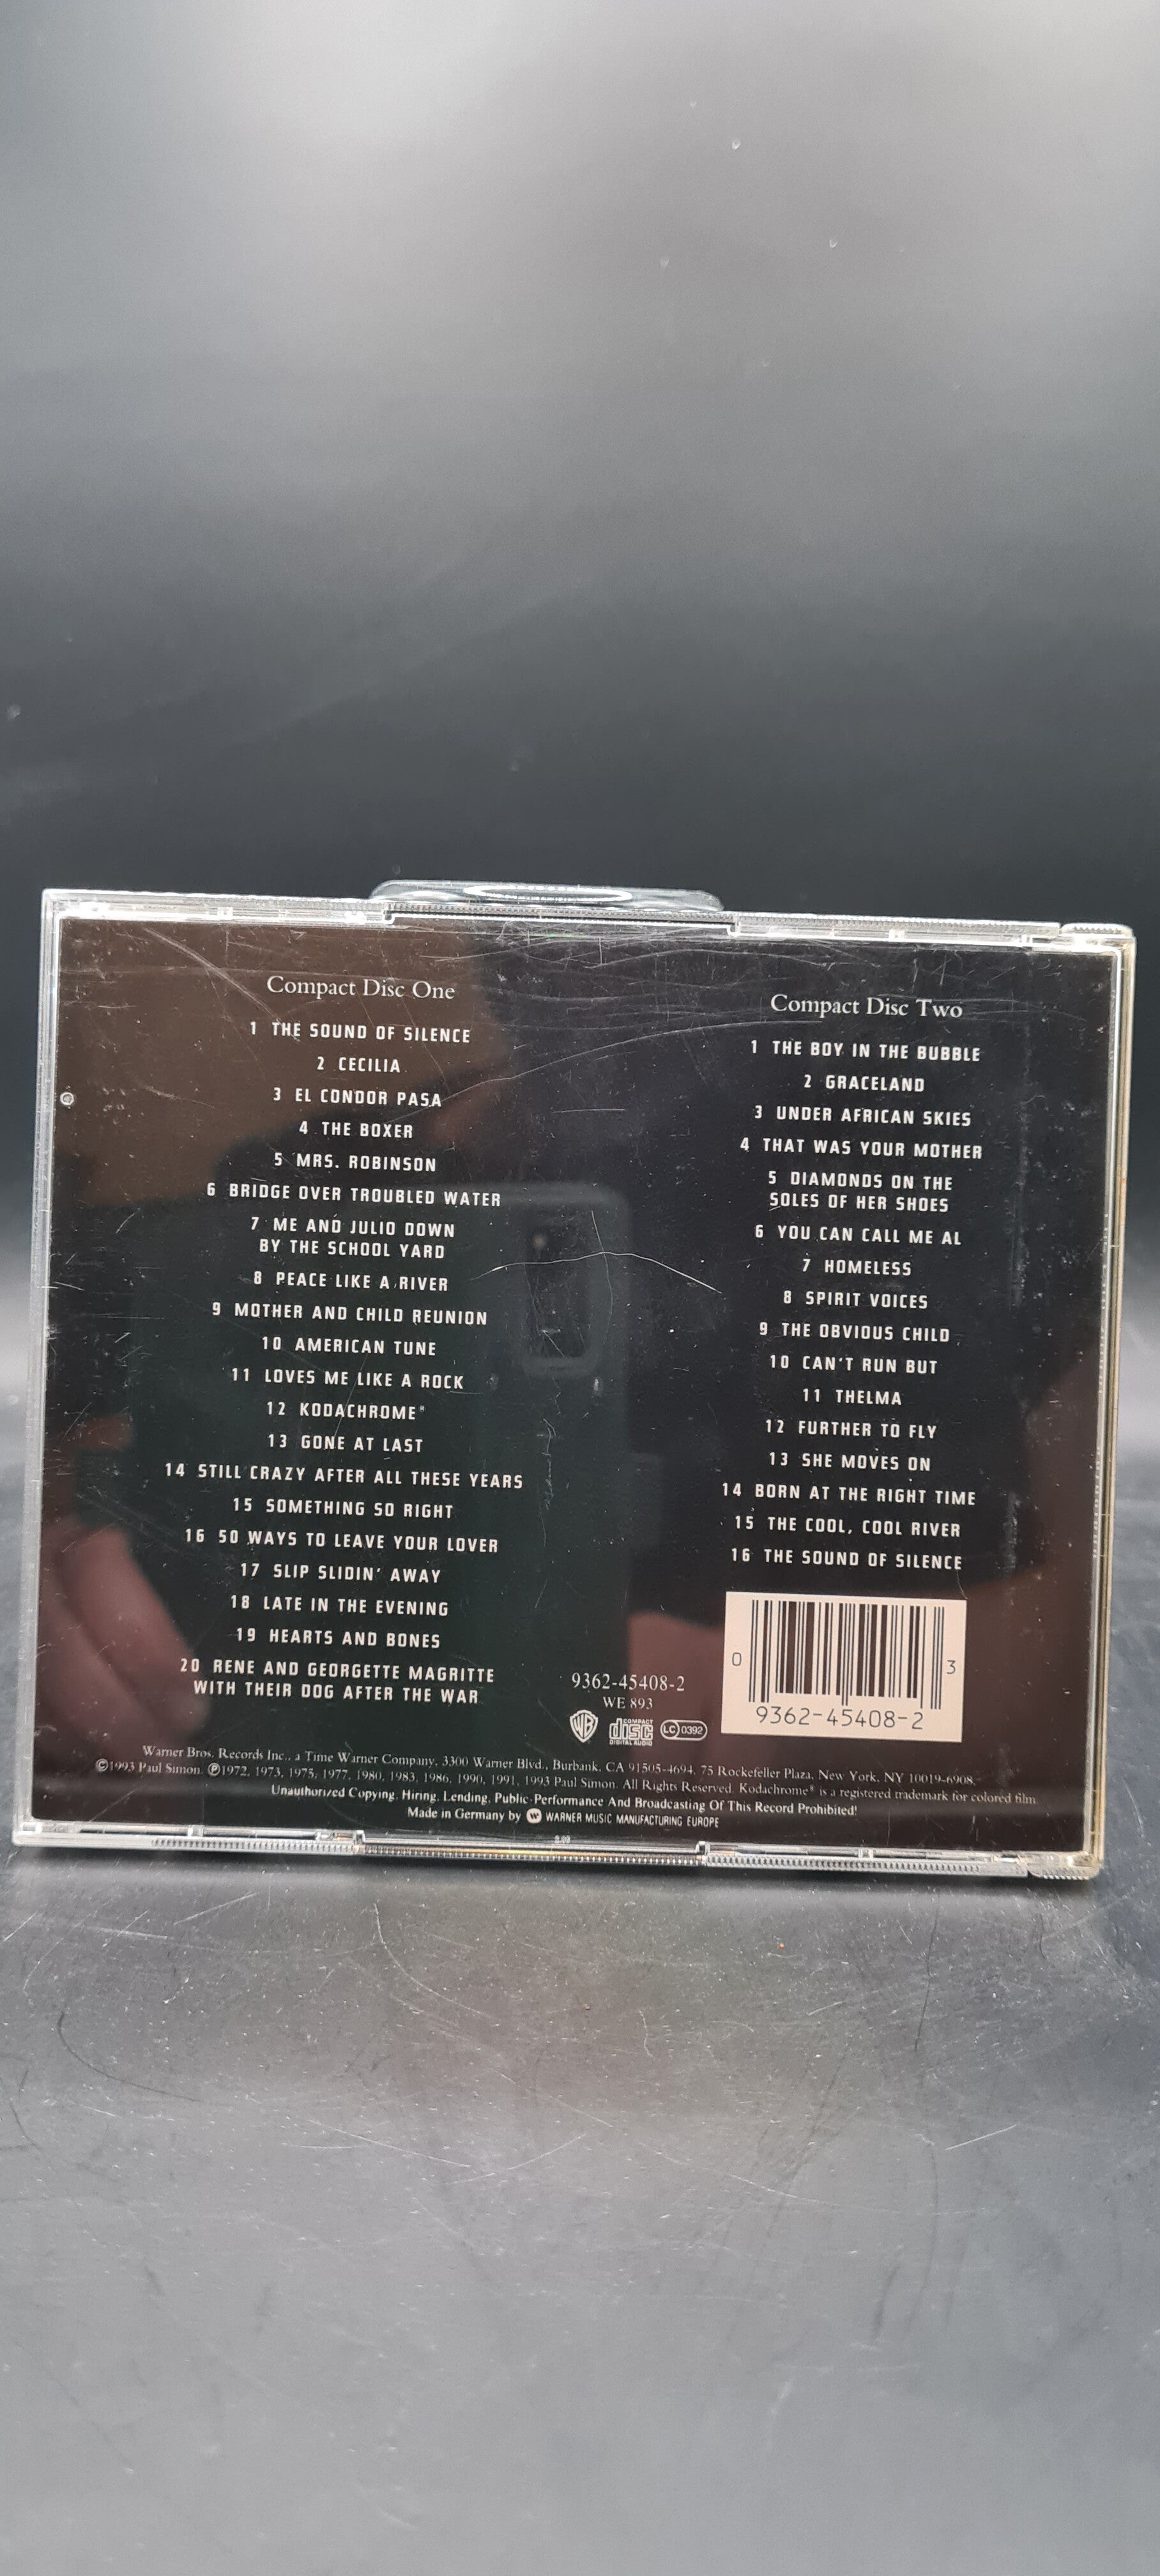 Compact Disc One
1 THE SOUND OF SILENCE
2 CECILIA
3 EL CONDOR PASA
4 THE BOXER
5 MRS. ROBINSON
6 BRIDGE OVER TROUBLED WATER
7 ME AND JULIO DOWN
BY THE SCHOOL YARD
8 PEACE LIKE A RIVER
9 MOTHER AND CHILD REUNION
10 AMERICAN TUNE
11 LOVES ME LIKE A ROCK
12 KODACHROME®
13 GONE AT LAST
14 STILL CRAZY AFTER ALL THESE YEARS
15 SOMETHING SO RIGHT
16 50 WAYS TO LEAVE YOUR LOVER
17 SLIP SLIDIN' AWAY
18 LATE IN THE EVENING
19 HEARTS AND BONES
20 RENE AND GEORGETTE MAGRITTE
WITH THEIR DOG AFTER THE WAR
Compact Disc Two
1 THE BOY IN THE BUBBLE
2 GRACELAND
3 UNDER AFRICAN SKIES
4 THAT WAS YOUR MOTHER
5 DIAMONDS ON THE
SOLES OF HER SHOES
6 YOU CAN CALL ME AL
7 HOMELESS
8 SPIRIT VOICES
9 THE OBVIOUS CHILD
10 CAN'T RUN BUT
11 THELMA
12 FURTHER TO FLY
13 SHE MOVES ON
14 BORN AT THE RIGHT TIME
15 THE COOL, COOL RIVER
16 THE SOUND OF SILENCE
9362-45408-2
WE 893
WB COMPACT disc DIGITAL AUDIO LC 0392
0 3
9362-45408-2
Warner Bros. Records Inc., a Time Warner Company, 3300 Warner Blvd., Burbank, CA 91505-4694, 75 Rockefeller Plaza, New York, NY 10019-6908.
©1993 Paul Simon. ℗1972, 1973, 1975, 1977, 1980, 1983, 1986, 1990, 1991, 1993 Paul Simon. All Rights Reserved. Kodachrome® is a registered trademark for colored film.
Unauthorized Copying, Hiring, Lending, Public Performance And Broadcasting Of This Record Prohibited!
Made in Germany by W WARNER MUSIC MANUFACTURING EUROPE